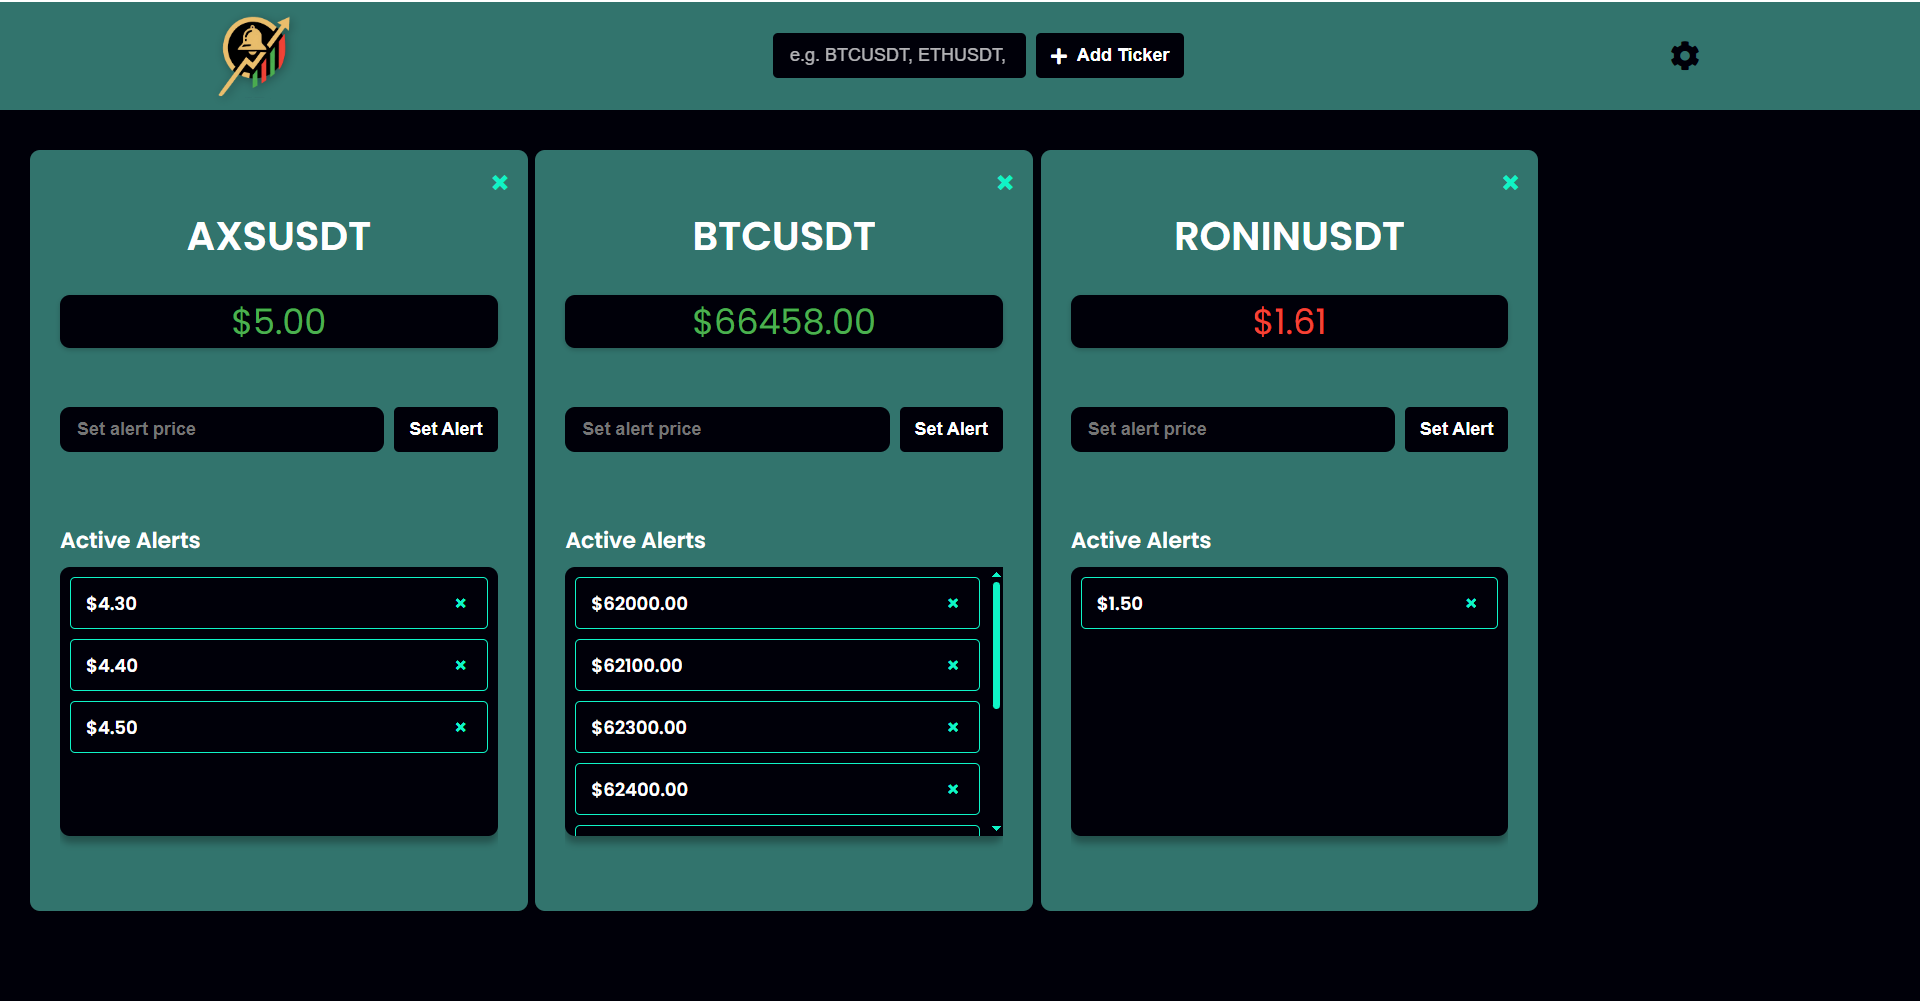 e.g. BTCUSDT, ETHUSDT,
Add Ticker
AXSUSDT
$5.00
Set alert price
Set Alert
Active Alerts
$4.30
$4.40
$4.50
BTCUSDT
$66458.00
Set alert price
Set Alert
Active Alerts
$62000.00
$62100.00
$62300.00
$62400.00
RONINUSDT
$1.61
Set alert price
Set Alert
Active Alerts
$1.50